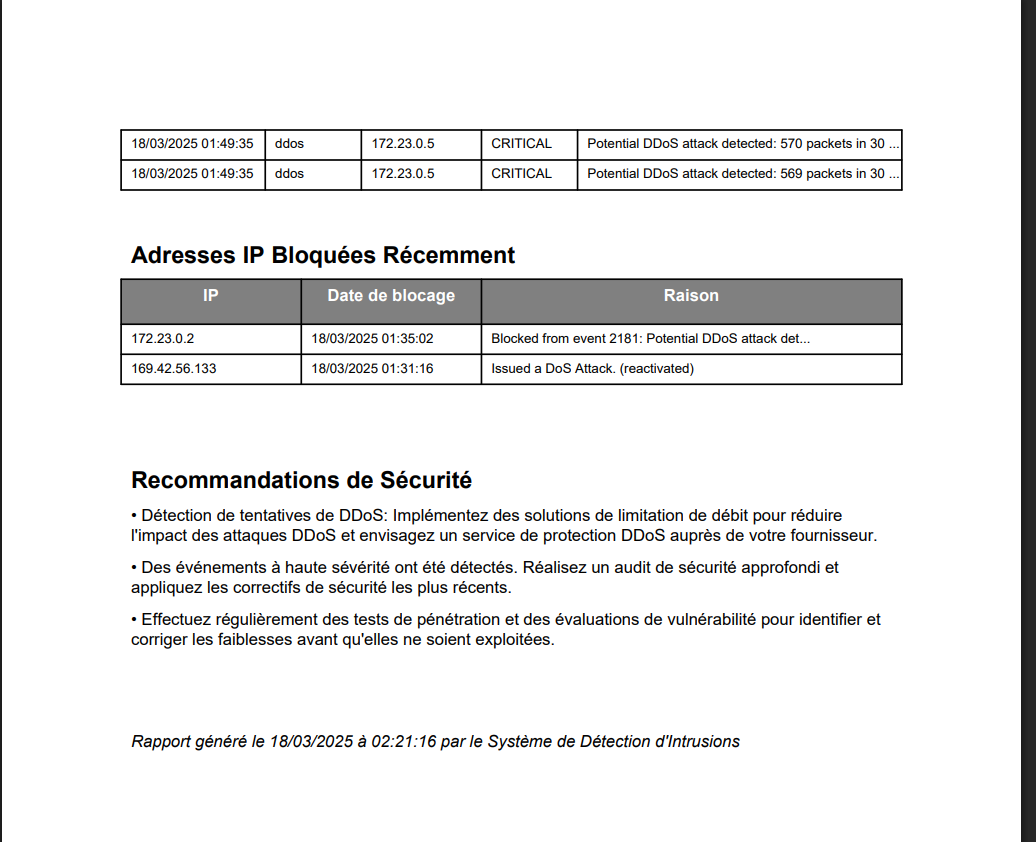 18/03/2025 01:49:35 ddos 172.23.0.5 CRITICAL Potential DDoS attack detected: 570 packets in 30 ...
18/03/2025 01:49:35 ddos 172.23.0.5 CRITICAL Potential DDoS attack detected: 569 packets in 30 ...
Adresses IP Bloquées Récemment
IP Date de blocage Raison
172.23.0.2 18/03/2025 01:35:02 Blocked from event 2181: Potential DDoS attack det...
169.42.56.133 18/03/2025 01:31:16 Issued a DoS Attack. (reactivated)
Recommandations de Sécurité
• Détection de tentatives de DDoS: Implémentez des solutions de limitation de débit pour réduire
l'impact des attaques DDoS et envisagez un service de protection DDoS auprès de votre fournisseur.
• Des événements à haute sévérité ont été détectés. Réalisez un audit de sécurité approfondi et
appliquez les correctifs de sécurité les plus récents.
• Effectuez régulièrement des tests de pénétration et des évaluations de vulnérabilité pour identifier et
corriger les faiblesses avant qu'elles ne soient exploitées.
Rapport généré le 18/03/2025 à 02:21:16 par le Système de Détection d'Intrusions